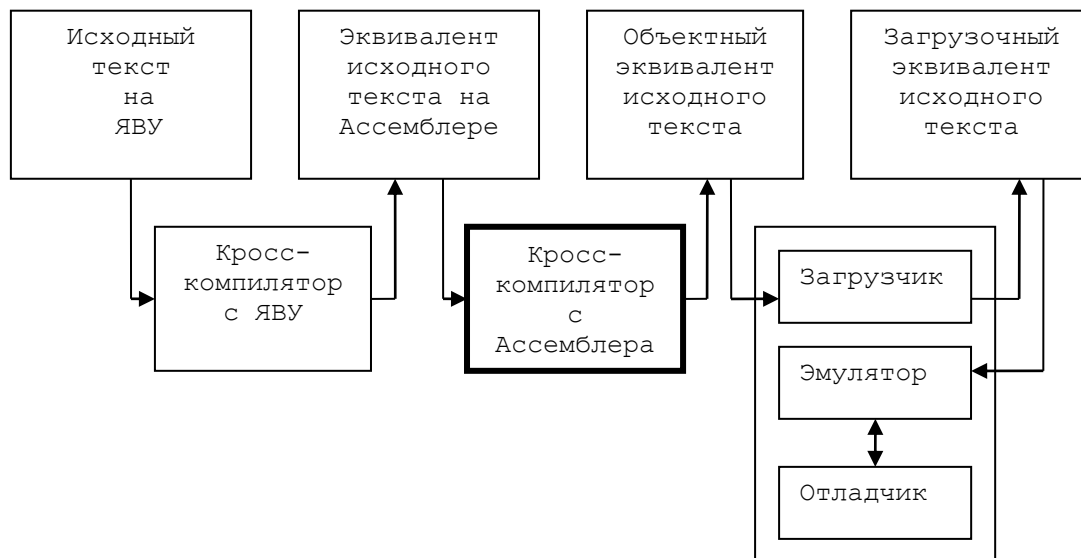 Исходный
текст
на
ЯВУ
Эквивалент
исходного
текста на
Ассемблере
Объектный
эквивалент
исходного
текста
Загрузочный
эквивалент
исходного
текста
Кросс-
компилятор
с ЯВУ
Кросс-
компилятор
с
Ассемблера
Загрузчик
Эмулятор
Отладчик